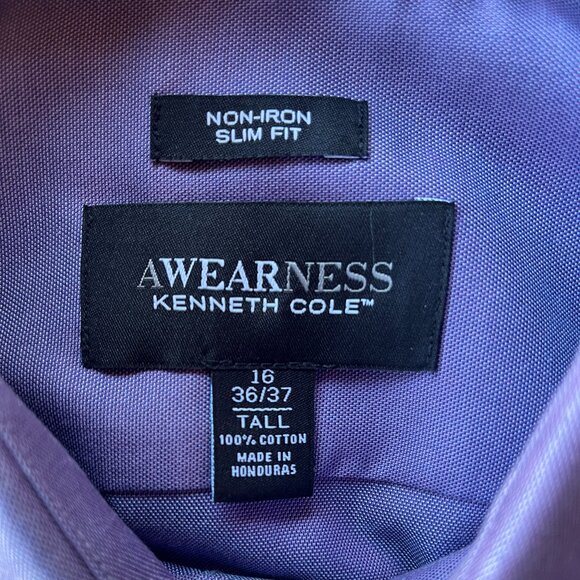 NON-IRON
SLIM FIT
AWEARNESS
KENNETH COLE™
16
36/37
TALL
100% COTTON
MADE IN
HONDURAS